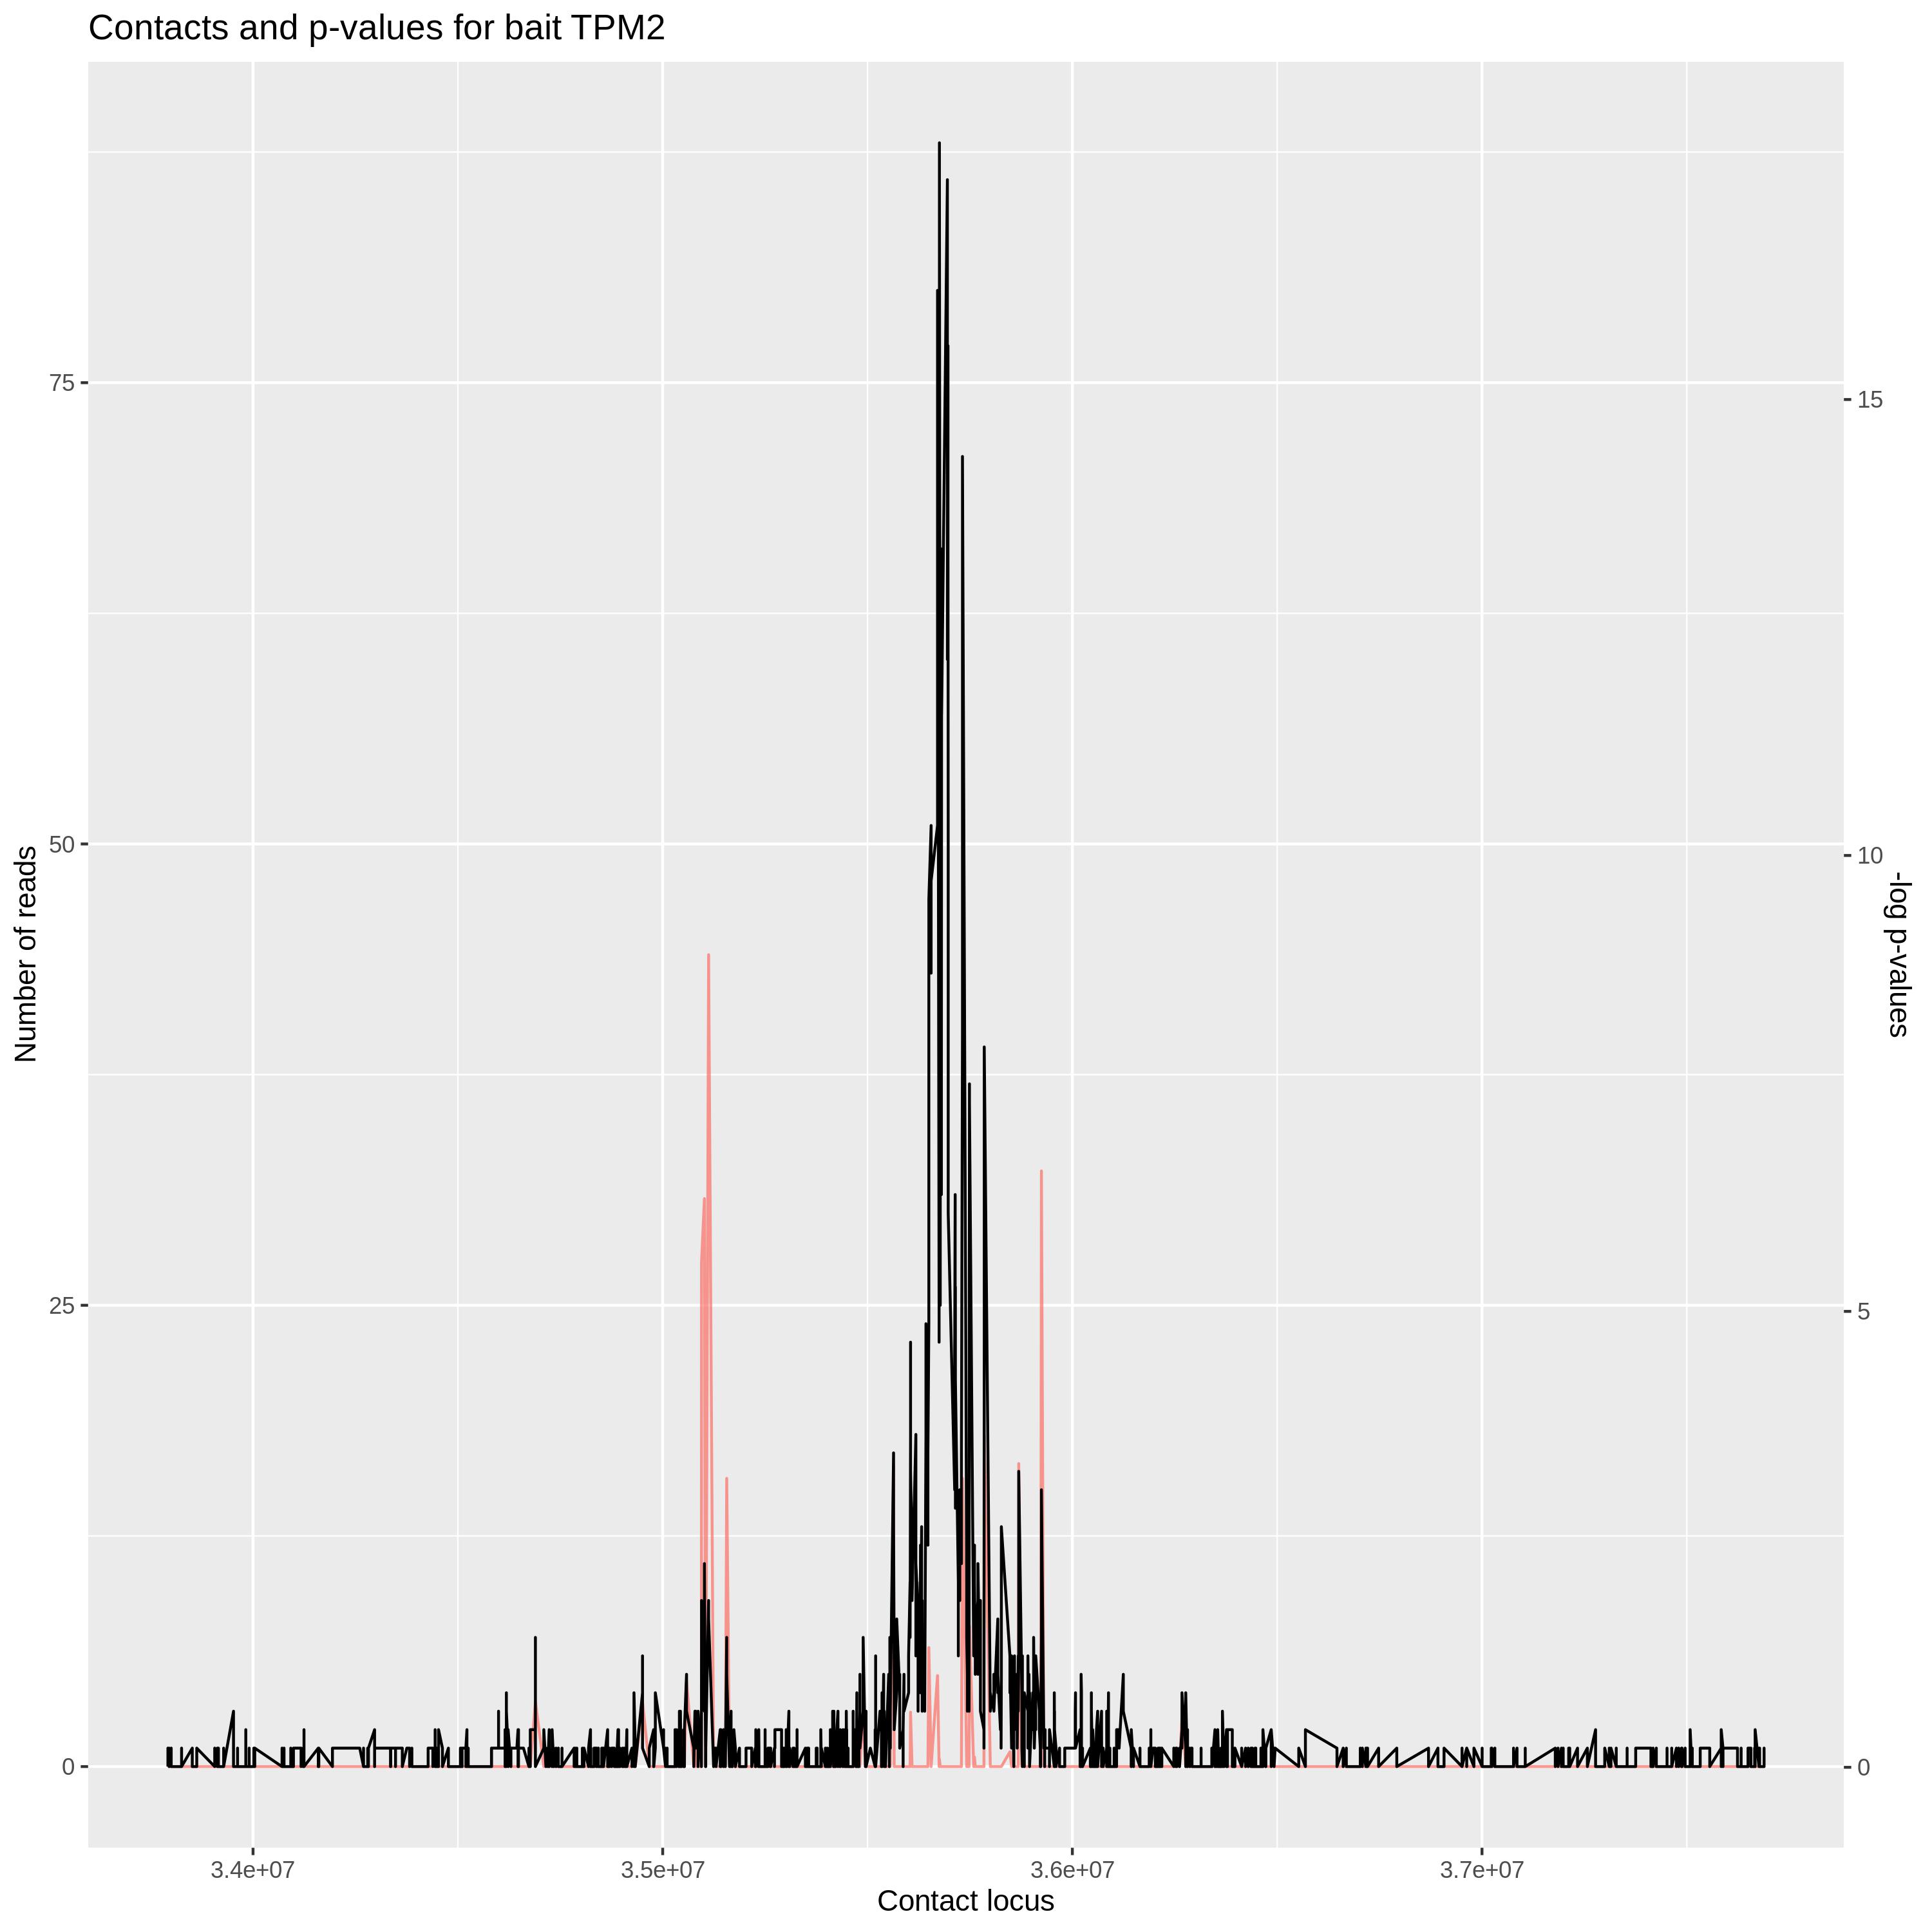 Contacts and p-values for bait TPM2
75
50
25
0
15
10
5
0
Number of reads
-log p-values
3.4e+07 3.5e+07 3.6e+07 3.7e+07
Contact locus